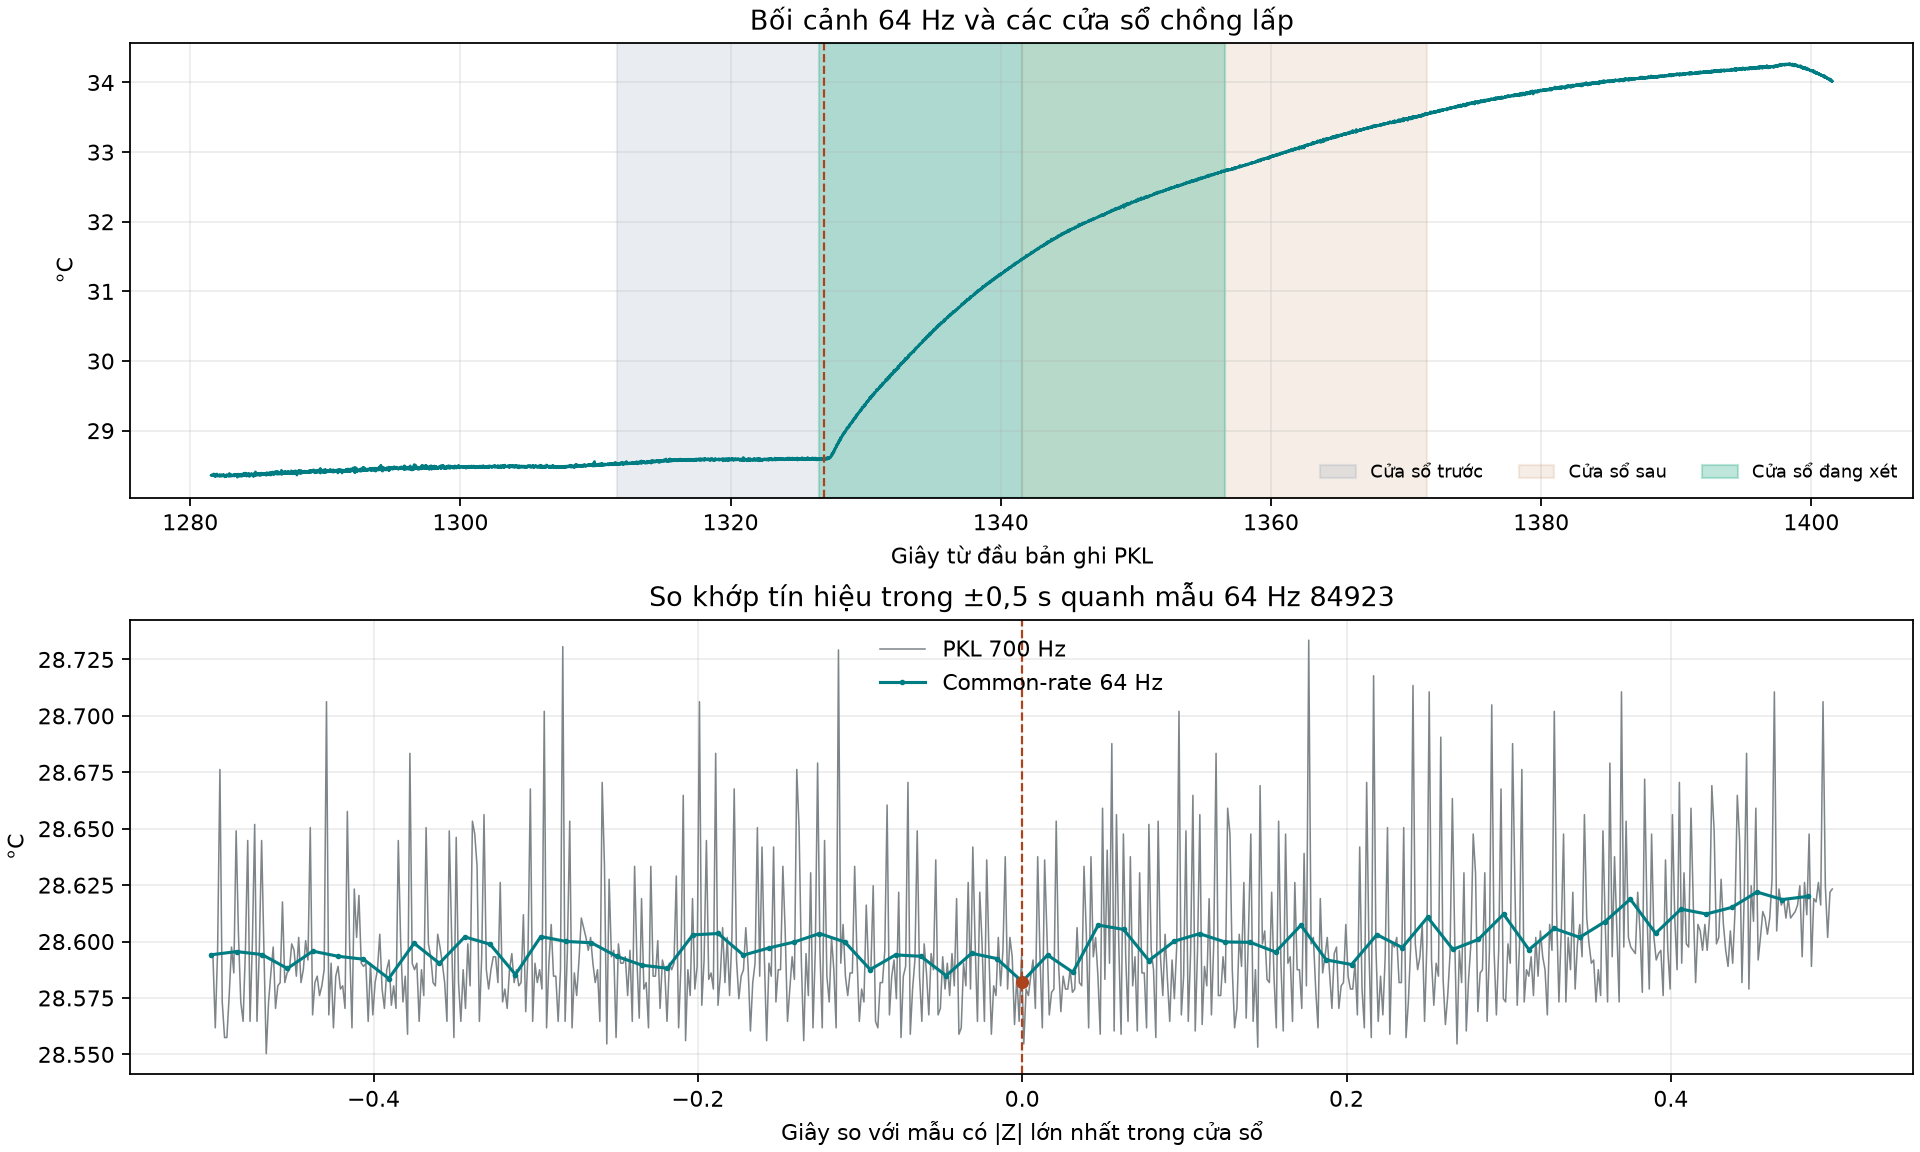 Bối cảnh 64 Hz và các cửa sổ chồng lấp
34
33
32
31
30
29
°C
Cửa sổ trước
Cửa sổ sau
Cửa sổ đang xét
1280
1300
1320
1340
1360
1380
1400
Giây từ đầu bản ghi PKL
So khớp tín hiệu trong ±0,5 s quanh mẫu 64 Hz 84923
PKL 700 Hz
Common-rate 64 Hz
28.725
28.700
28.675
28.650
28.625
28.600
28.575
28.550
°C
−0.4
−0.2
0.0
0.2
0.4
Giây so với mẫu có |Z| lớn nhất trong cửa sổ